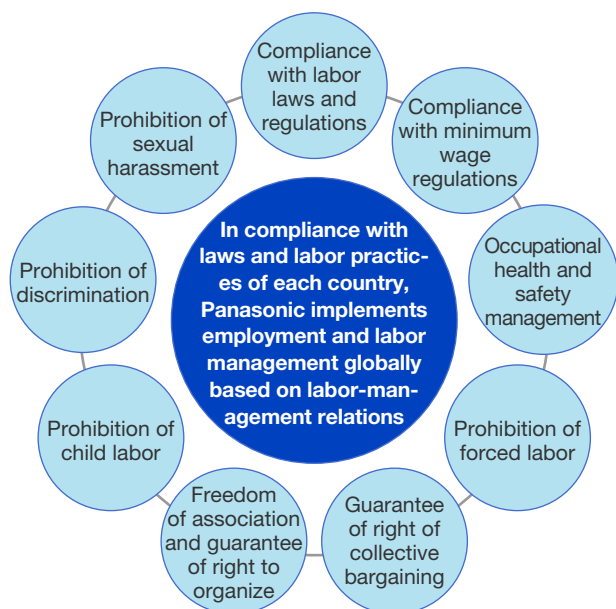 Compliance
with labor
laws and
regulations
Compliance
with minimum
wage
regulations
Occupational
health and
safety
management
Prohibition of
forced labor
Guarantee
of right of
collective
bargaining
Freedom
of association
and guarantee
of right to
organize
Prohibition of
child labor
Prohibition of
discrimination
Prohibition of
sexual
harassment
In compliance with
laws and labor practic-
es of each country,
Panasonic implements
employment and labor
management globally
based on labor-man-
agement relations